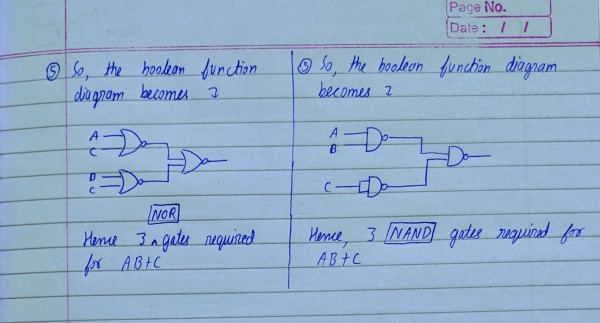 Page No.
Date: / /
⑤ So, the boolean function
diagram becomes :
A
C
B
C
NOR
Hence 3 ^ gates required
for AB+C
⑤ So, the boolean function diagram
becomes :
A
B
C
Hence, 3 NAND gates required for
AB+C